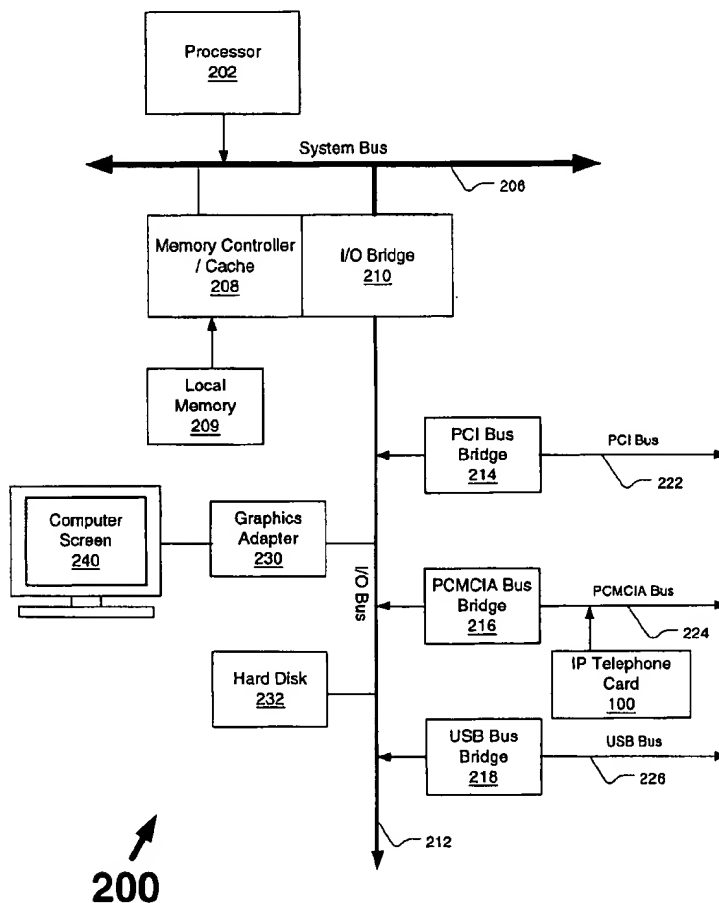 Processor
202
System Bus
206
Memory Controller
/ Cache
208
I/O Bridge
210
Local
Memory
209
PCI Bus
Bridge
214
PCI Bus
222
Computer
Screen
240
Graphics
Adapter
230
I/O Bus
PCMCIA Bus
Bridge
216
PCMCIA Bus
224
IP Telephone
Card
100
Hard Disk
232
USB Bus
Bridge
218
USB Bus
226
212
200